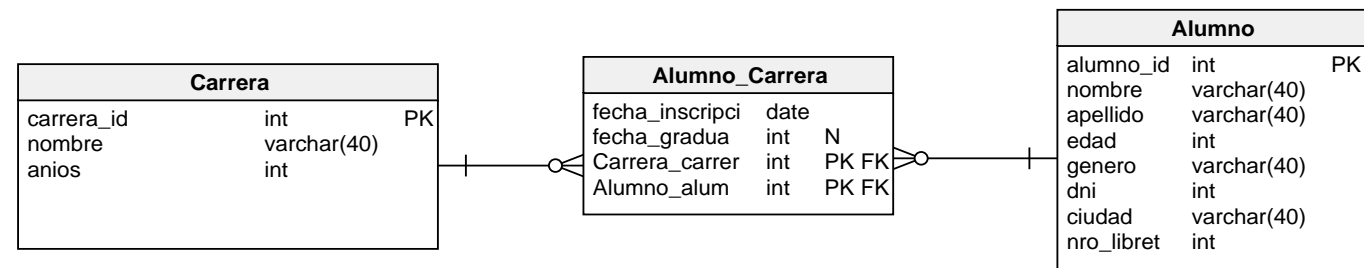 Carrera
carrera_id int PK
nombre varchar(40)
anios int
Alumno_Carrera
fecha_inscripci date
fecha_gradua int N
Carrera_carrer int PK FK
Alumno_alum int PK FK
Alumno
alumno_id int PK
nombre varchar(40)
apellido varchar(40)
edad int
genero varchar(40)
dni int
ciudad varchar(40)
nro_libret int